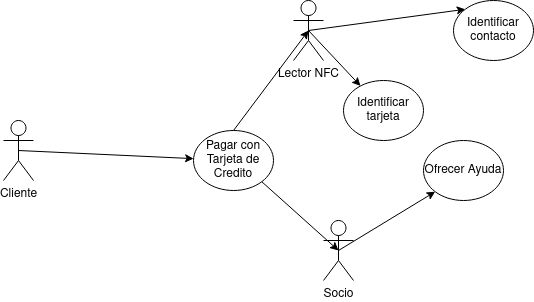 Identificar
contacto
Lector NFC
Identificar
tarjeta
Pagar con
Tarjeta de
Credito
Ofrecer Ayuda
Cliente
Socio